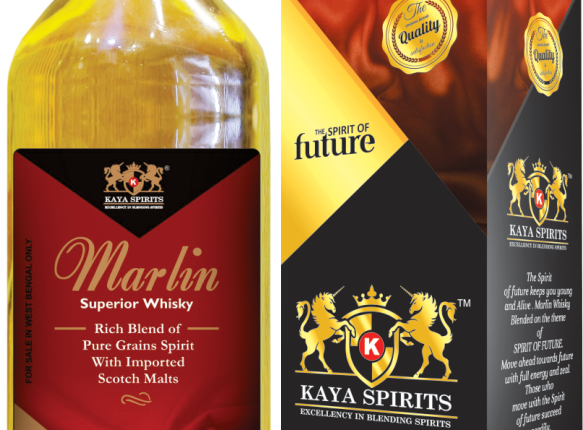 KAYA SPIRITS
EXCELLENCY IN BLENDING SPIRITS
®
K
Marlin
Superior Whisky
Rich Blend of
Pure Grains Spirit
With Imported
Scotch Malts
FOR SALE IN WEST BENGAL ONLY
The
Quality
satisfaction
THE SPIRIT OF
future
TM
K
KAYA SPIRITS
EXCELLENCY IN BLENDING SPIRITS
The
Quality
K
KAYA SPIRITS
EXCELLENCY IN BLENDING SPIRITS
The Spirit
of future keeps you young
and Alive . Marlin Whisky
Blended on the theme
of
SPIRIT OF FUTURE.
Move ahead towards future
with full energy and zeal.
Those who
move with the Spirit
of future succeed